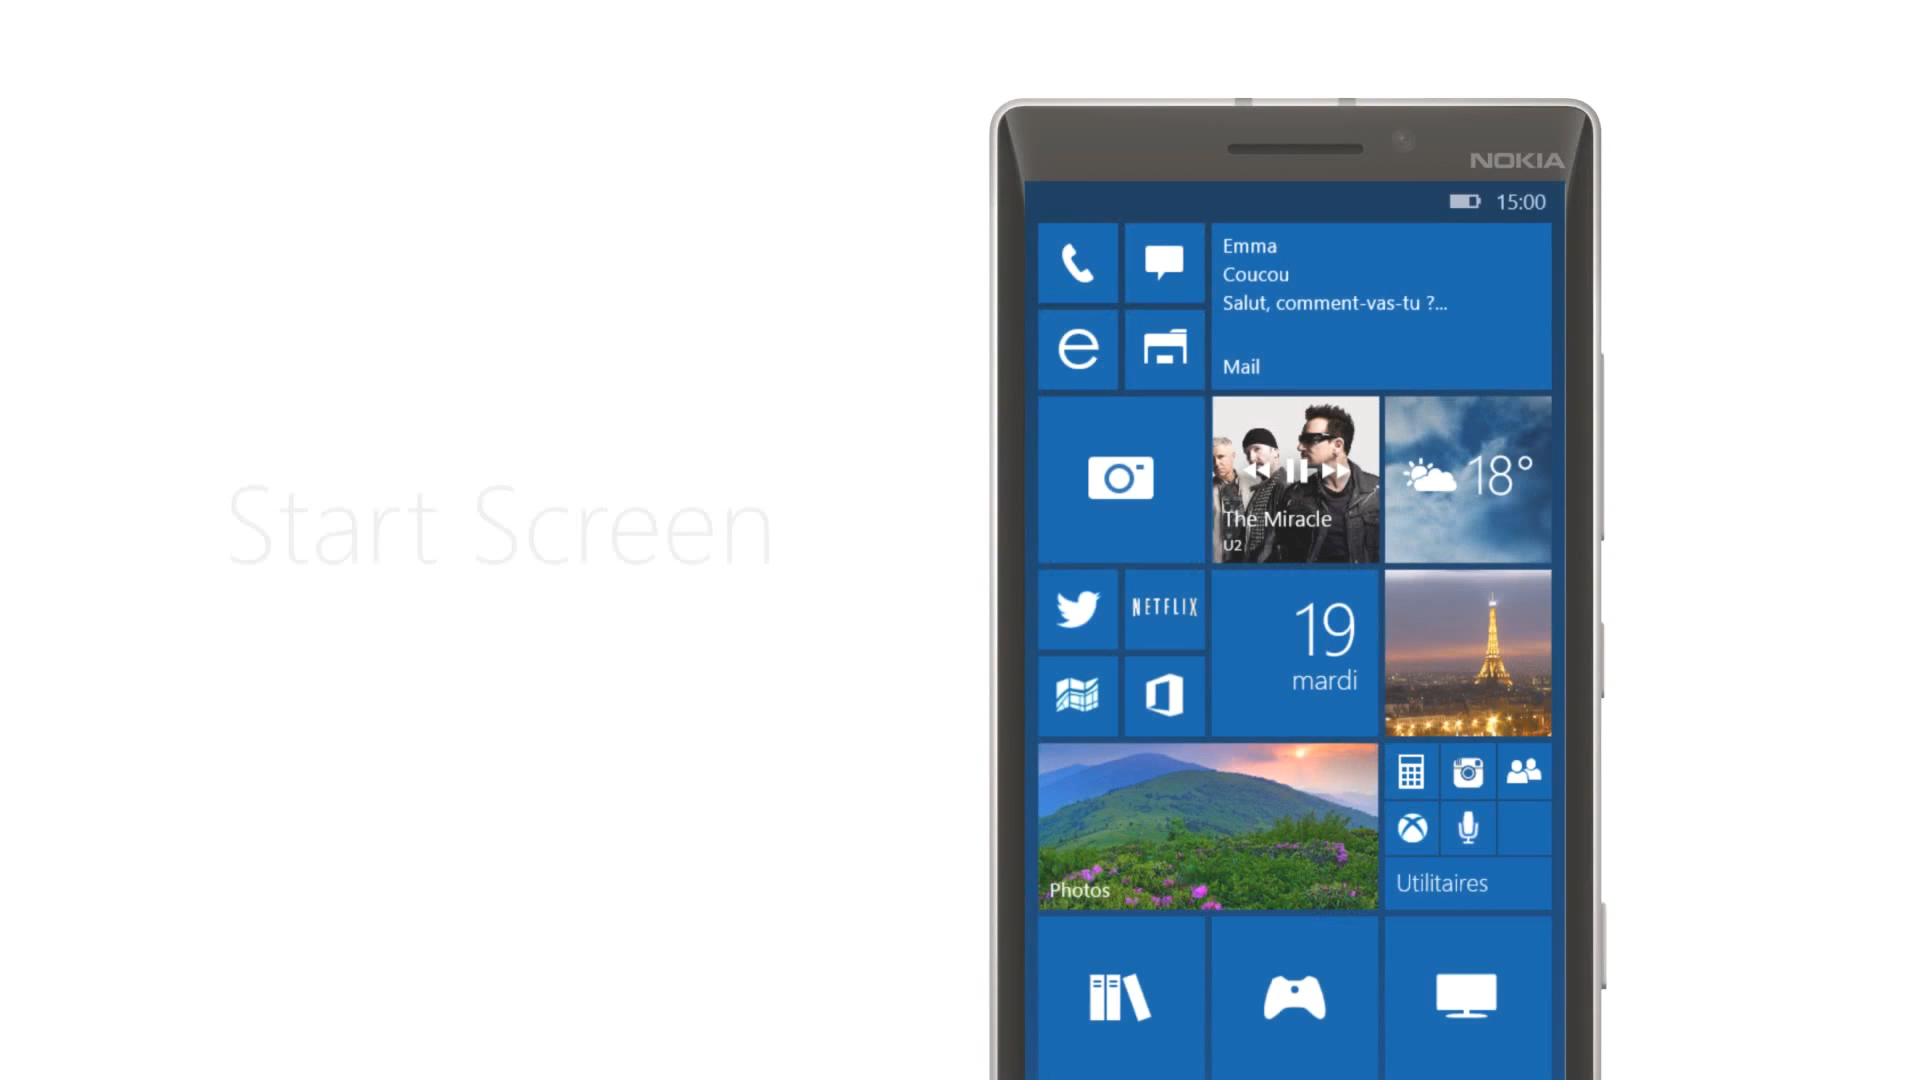 Start Screen
NOKIA
15:00
Emma
Coucou
Salut, comment-vas-tu ?...
Mail
The Miracle
U2
18°
NETFLIX
19
mardi
Photos
Utilitaires